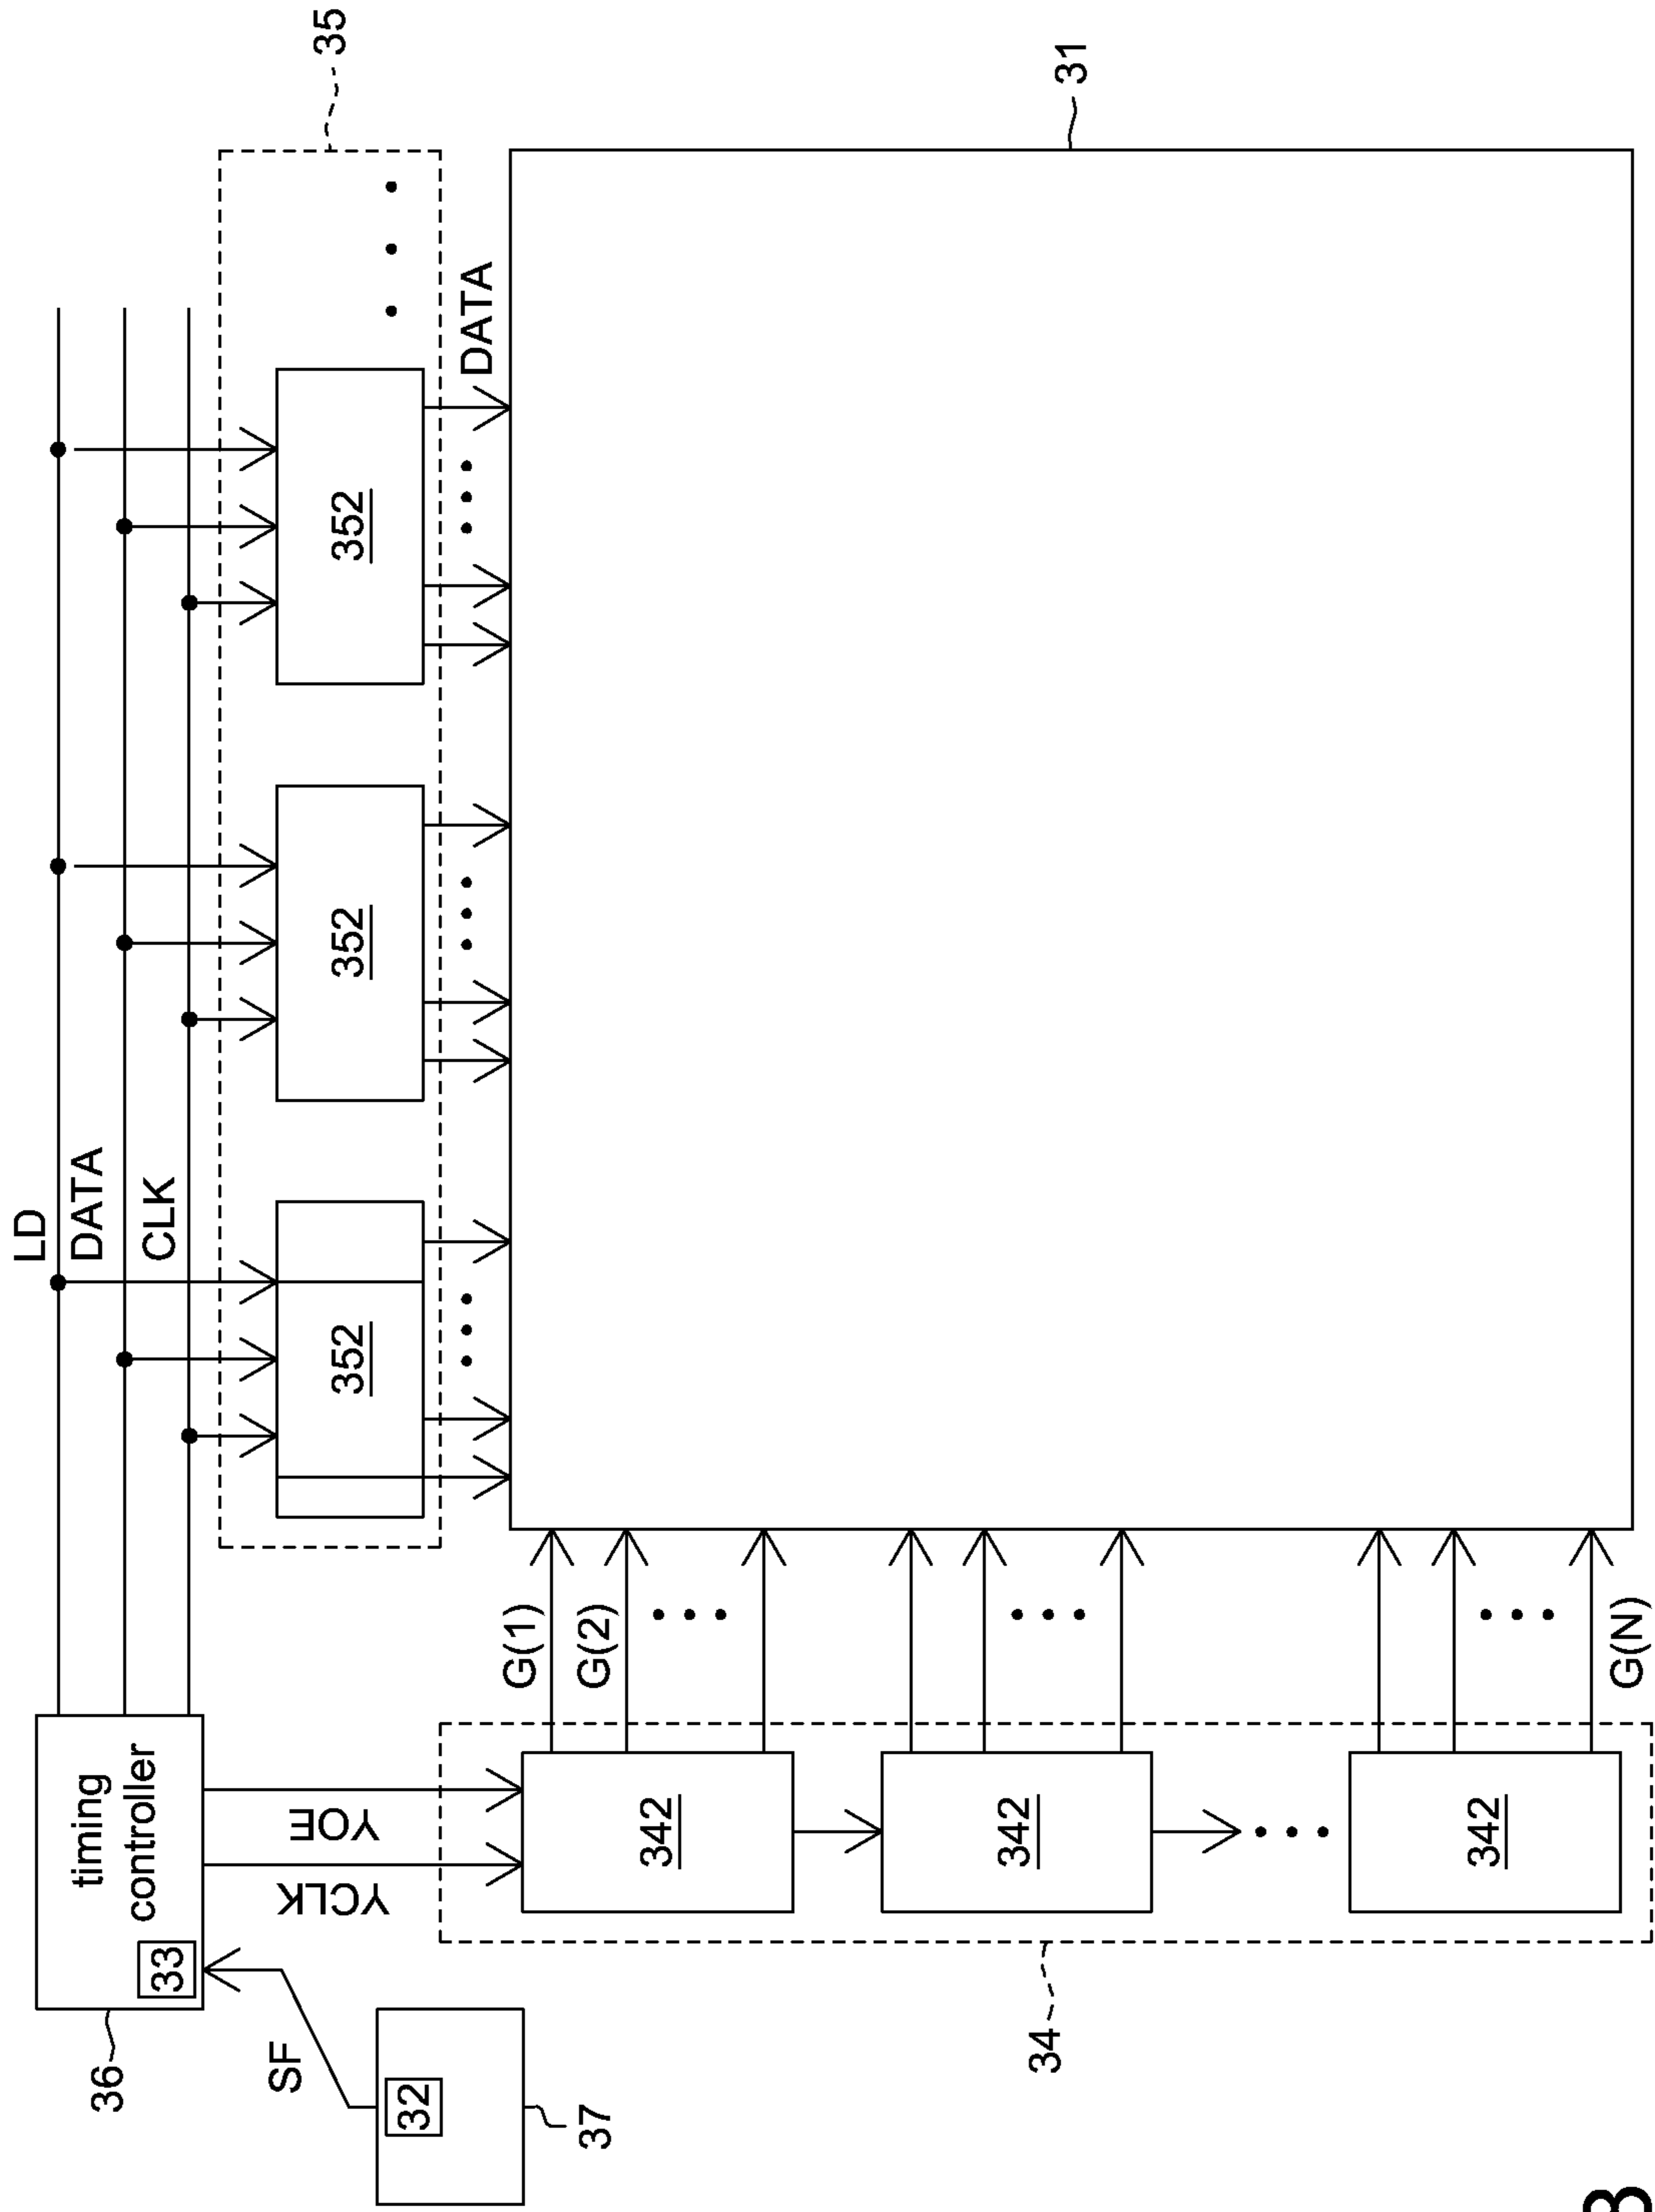 35
LD
DATA
CLK
352
352
352
DATA
31
timing
controller
33
36
YOE
YCLK
SF
32
37
G(1)
G(2)
G(N)
342
342
342
34